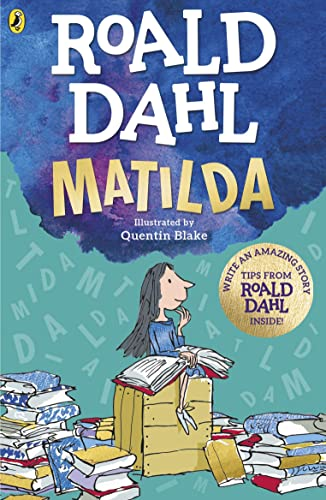 ROALD
DAHL
MATILDA
Illustrated by
Quentin Blake
WRITE AN AMAZING STORY
TIPS FROM
ROALD
DAHL
INSIDE!